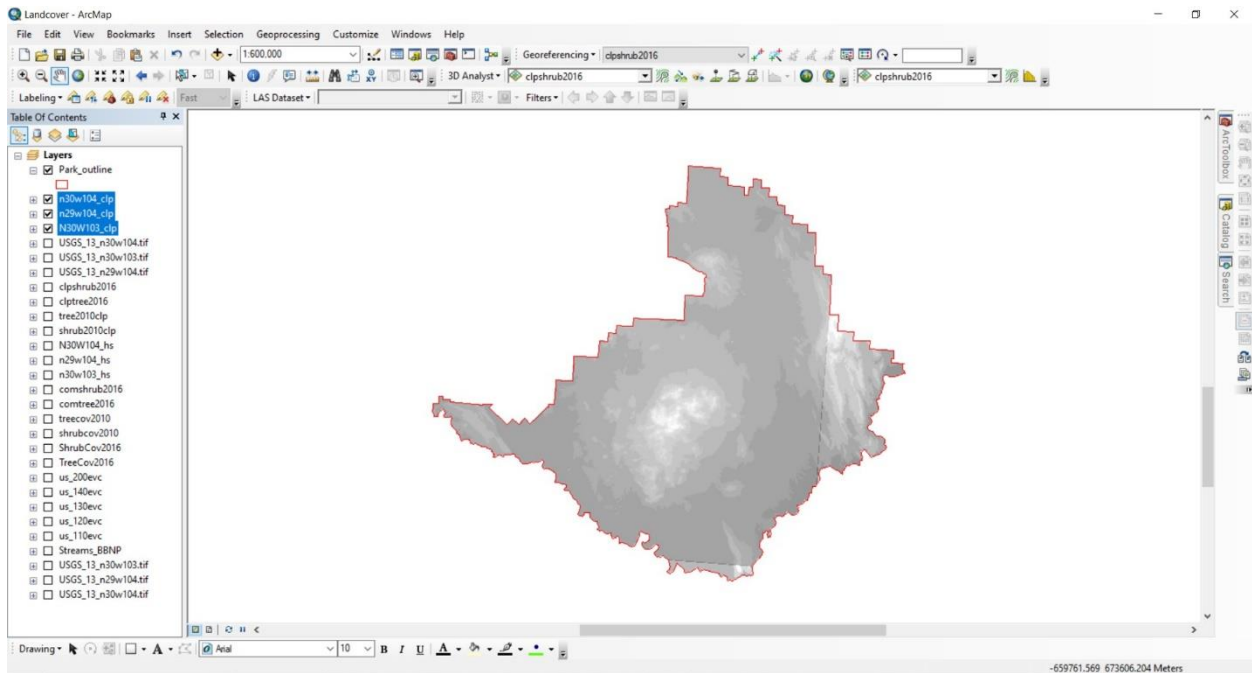 Landcover - ArcMap
File Edit View Bookmarks Insert Selection Geoprocessing Customize Windows Help
1:600,000 Georeferencing clpshrub2016
3D Analyst clpshrub2016 clpshrub2016
Labeling Fast LAS Dataset Filters
Table Of Contents
Layers
Park_outline
n30w104_clp
n29w104_clp
N30W103_clp
USGS_13_n30w104.tif
USGS_13_n30w103.tif
USGS_13_n29w104.tif
clpshrub2016
clptree2016
tree2010clp
shrub2010clp
N30W104_hs
n29w104_hs
n30w103_hs
comshrub2016
comtree2016
treecov2010
shrubcov2010
ShrubCov2016
TreeCov2016
us_200evc
us_140evc
us_130evc
us_120evc
us_110evc
Streams_BBNP
USGS_13_n30w103.tif
USGS_13_n29w104.tif
USGS_13_n30w104.tif
ArcToolbox
Catalog
Search
Drawing A Arial 10 B I U A
-659761.569 673606.204 Meters